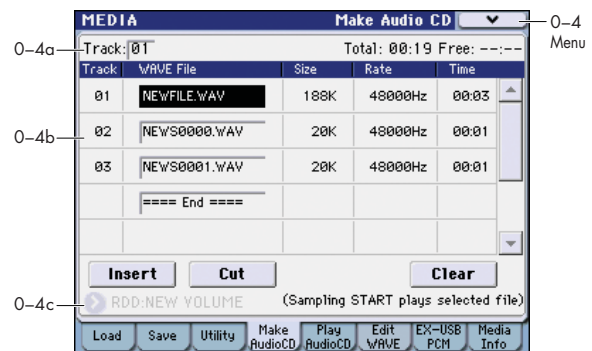 MEDIA Make Audio CD
0–4
Menu
0–4a
Track: 01 Total: 00:19 Free: --:--
Track WAVE File Size Rate Time
01 NEWFILE.WAV 188K 48000Hz 00:03
0–4b
02 NEWS0000.WAV 20K 48000Hz 00:01
03 NEWS0001.WAV 20K 48000Hz 00:01
==== End ====
Insert Cut Clear
0–4c
RDD:NEW VOLUME (Sampling START plays selected file)
Load Save Utility Make AudioCD Play AudioCD Edit WAVE EX-USB PCM Media Info